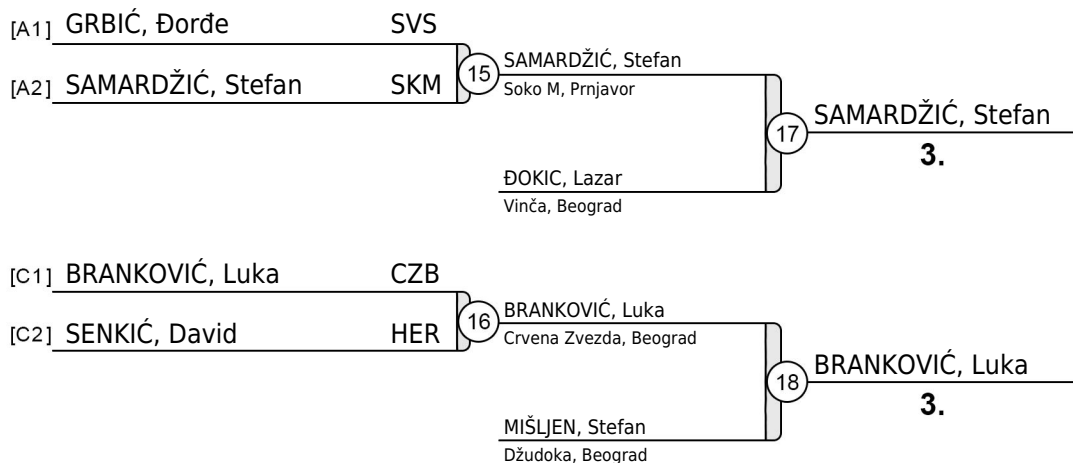 [A1] GRBIĆ, Đorđe SVS
[A2] SAMARDŽIĆ, Stefan SKM
15
SAMARDŽIĆ, Stefan
Soko M, Prnjavor
ĐOKIC, Lazar
Vinča, Beograd
17
SAMARDŽIĆ, Stefan
3.
[C1] BRANKOVIĆ, Luka CZB
[C2] SENKIĆ, David HER
16
BRANKOVIĆ, Luka
Crvena Zvezda, Beograd
MIŠLJEN, Stefan
Džudoka, Beograd
18
BRANKOVIĆ, Luka
3.